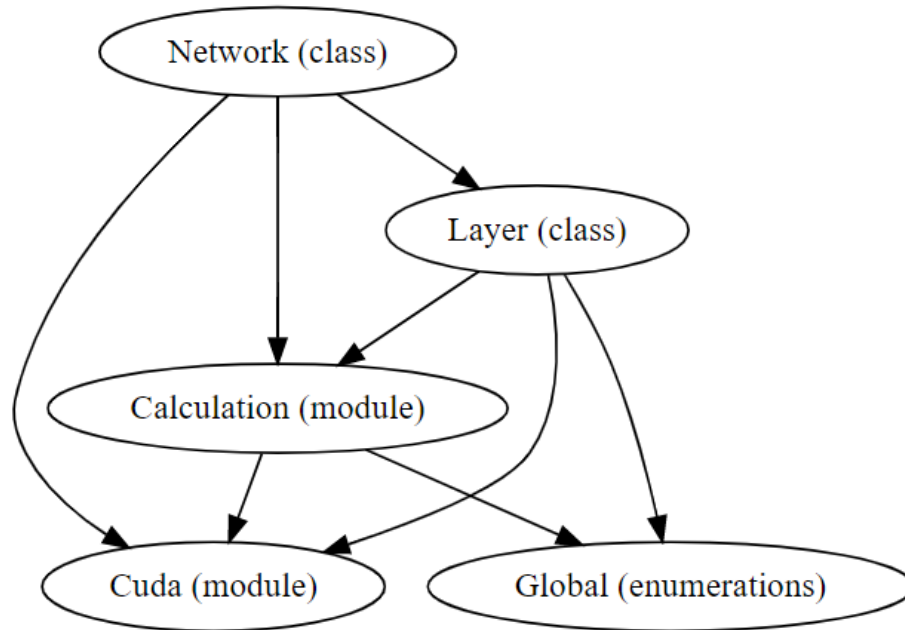 Network (class)
Layer (class)
Calculation (module)
Cuda (module)
Global (enumerations)